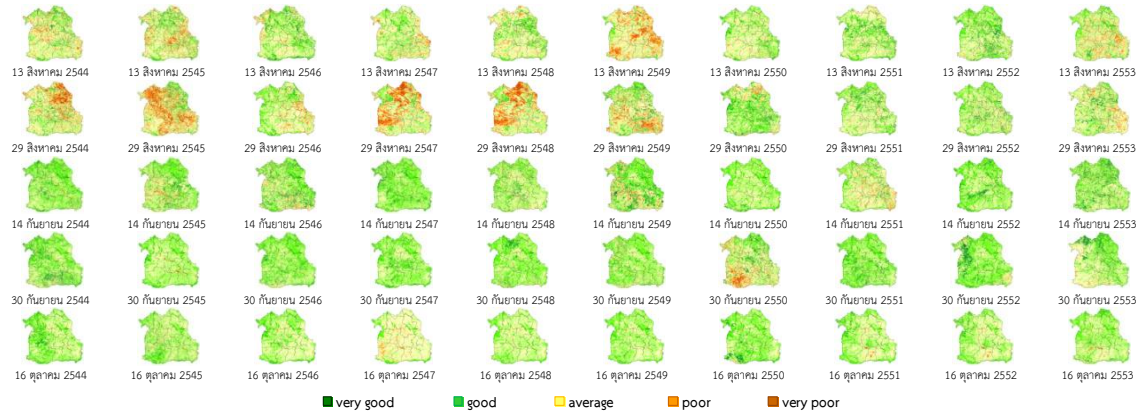 13 สิงหาคม 2544 13 สิงหาคม 2545 13 สิงหาคม 2546 13 สิงหาคม 2547 13 สิงหาคม 2548 13 สิงหาคม 2549 13 สิงหาคม 2550 13 สิงหาคม 2551 13 สิงหาคม 2552 13 สิงหาคม 2553
29 สิงหาคม 2544 29 สิงหาคม 2545 29 สิงหาคม 2546 29 สิงหาคม 2547 29 สิงหาคม 2548 29 สิงหาคม 2549 29 สิงหาคม 2550 29 สิงหาคม 2551 29 สิงหาคม 2552 29 สิงหาคม 2553
14 กันยายน 2544 14 กันยายน 2545 14 กันยายน 2546 14 กันยายน 2547 14 กันยายน 2548 14 กันยายน 2549 14 กันยายน 2550 14 กันยายน 2551 14 กันยายน 2552 14 กันยายน 2553
30 กันยายน 2544 30 กันยายน 2545 30 กันยายน 2546 30 กันยายน 2547 30 กันยายน 2548 30 กันยายน 2549 30 กันยายน 2550 30 กันยายน 2551 30 กันยายน 2552 30 กันยายน 2553
16 ตุลาคม 2544 16 ตุลาคม 2545 16 ตุลาคม 2546 16 ตุลาคม 2547 16 ตุลาคม 2548 16 ตุลาคม 2549 16 ตุลาคม 2550 16 ตุลาคม 2551 16 ตุลาคม 2552 16 ตุลาคม 2553
very good good average poor very poor